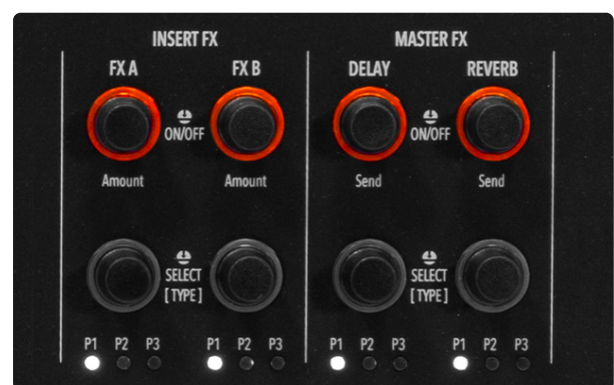 INSERT FX
MASTER FX
FX A
FX B
DELAY
REVERB
ON/OFF
ON/OFF
Amount
Amount
Send
Send
SELECT
[ TYPE ]
SELECT
[ TYPE ]
P1 P2 P3
P1 P2 P3
P1 P2 P3
P1 P2 P3